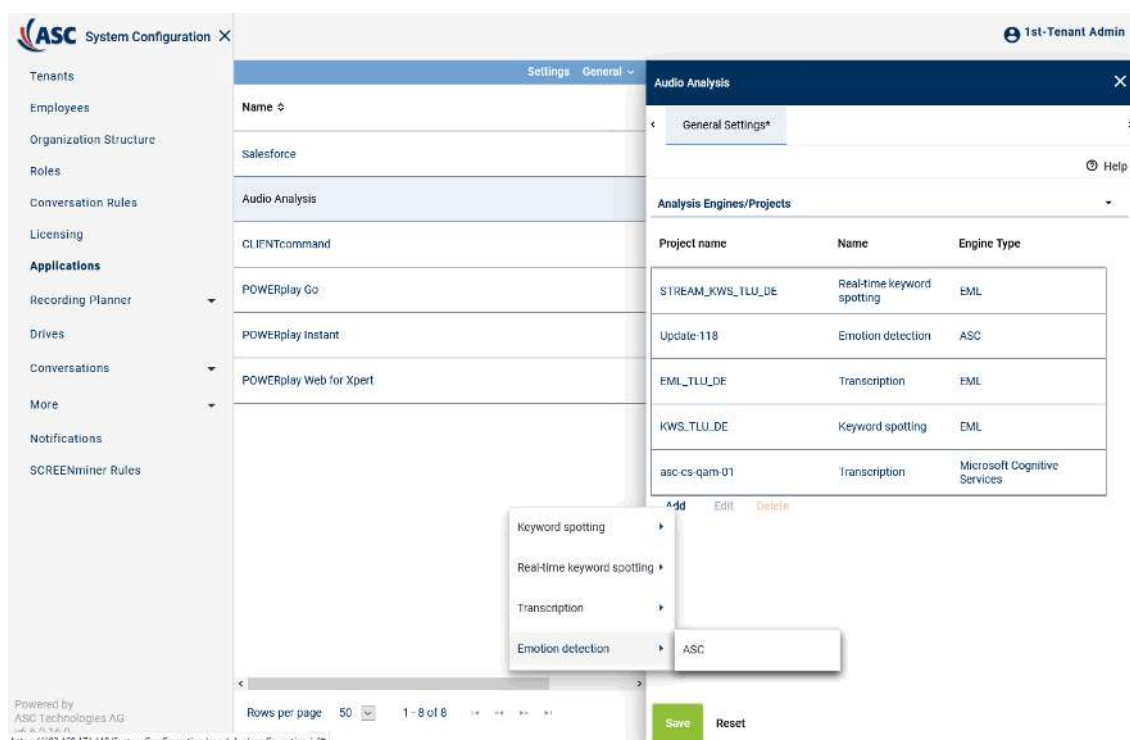 ASC System Configuration
1st-Tenant Admin
Tenants
Employees
Organization Structure
Roles
Conversation Rules
Licensing
Applications
Recording Planner
Drives
Conversations
More
Notifications
SCREENminer Rules
Powered by
ASC Technologies AG
Settings General
Name
Salesforce
Audio Analysis
CLIENTcommand
POWERplay Go
POWERplay Instant
POWERplay Web for Xpert
Rows per page 50 1 - 8 of 8
Audio Analysis
General Settings*
Help
Analysis Engines/Projects
Project name Name Engine Type
STREAM_KWS_TLU_DE Real-time keyword spotting EML
Update-118 Emotion detection ASC
EML_TLU_DE Transcription EML
KWS_TLU_DE Keyword spotting EML
asc-cs-qam-01 Transcription Microsoft Cognitive Services
Add Edit Delete
Keyword spotting
Real-time keyword spotting
Transcription
Emotion detection
ASC
Save Reset